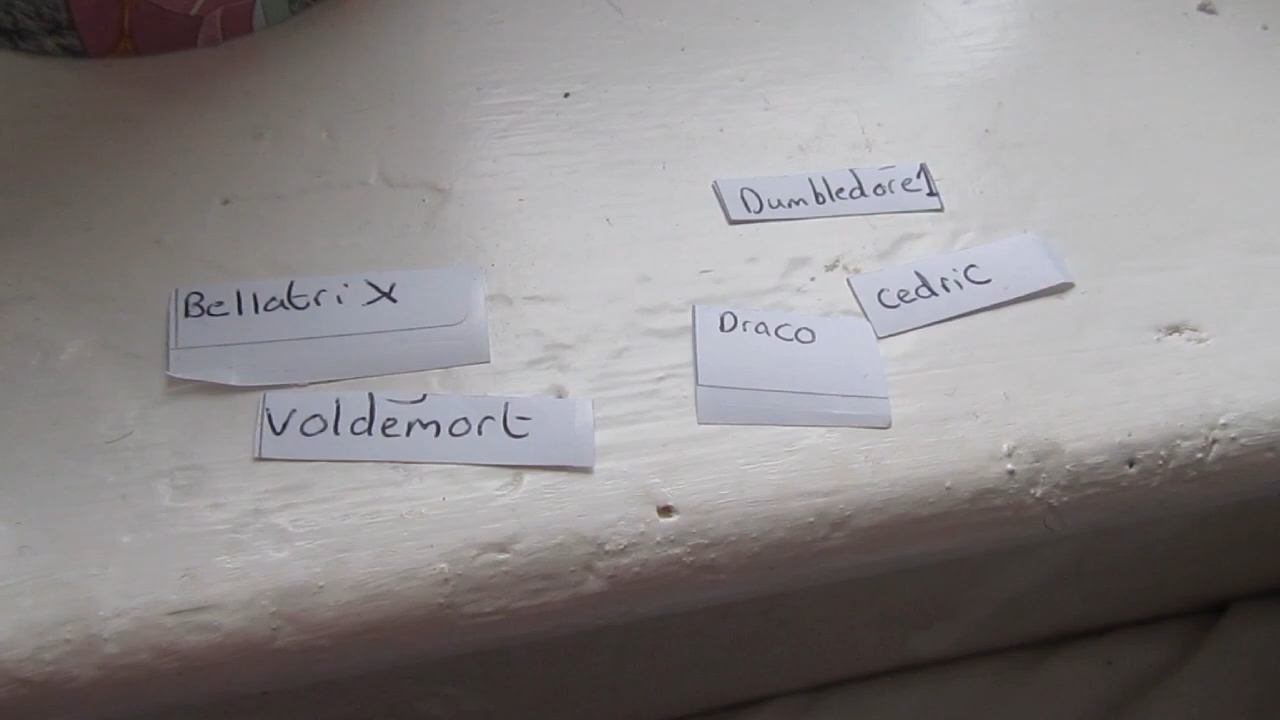 Dumbledore1
Bellatrix
Cedric
Draco
Voldemort